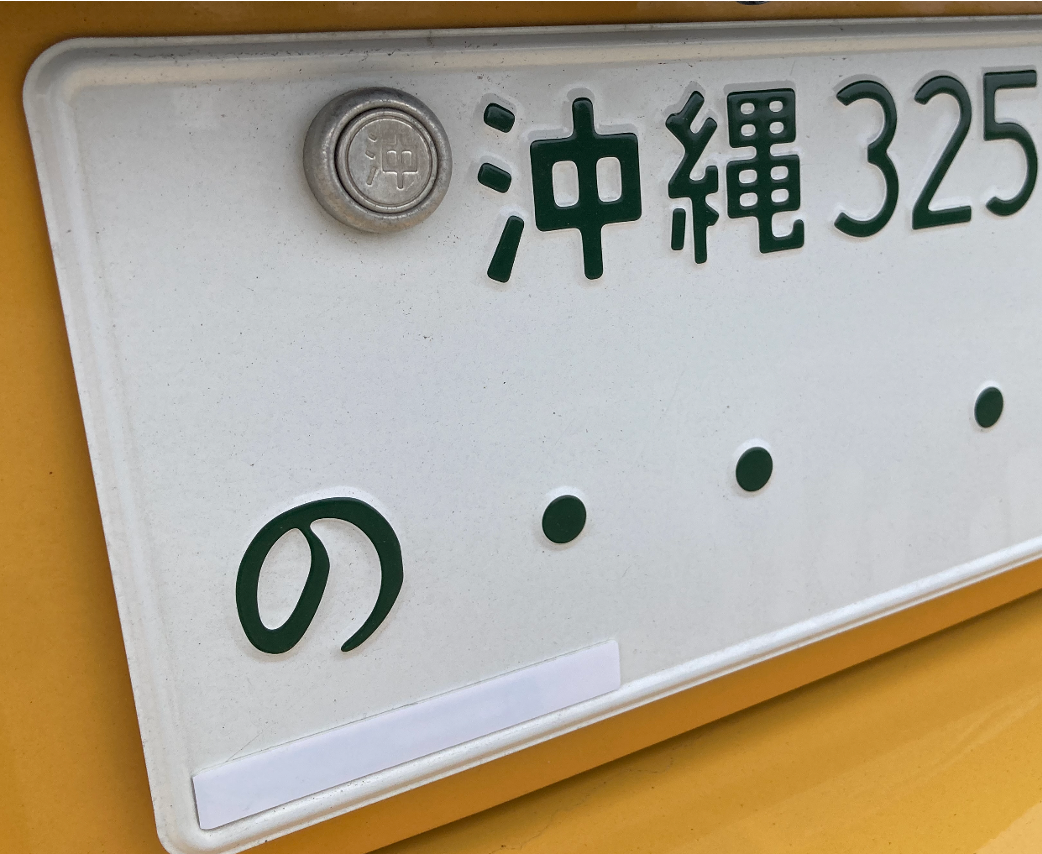 沖
沖縄 325
の ・・ ・